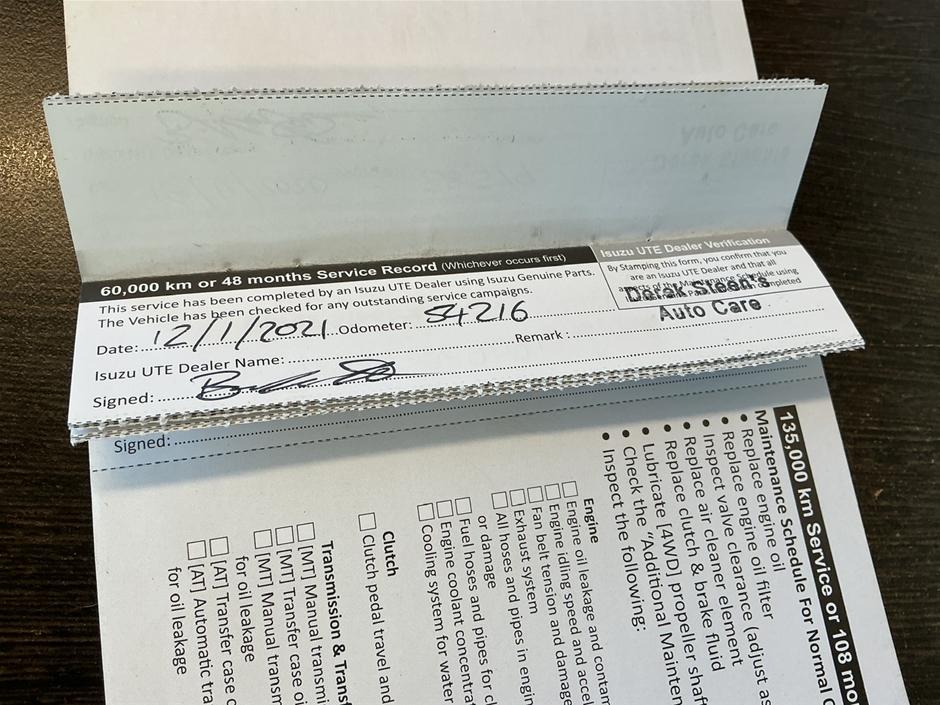 60,000 km or 48 months Service Record (Whichever occurs first)
This service has been completed by an Isuzu UTE Dealer using Isuzu Genuine Parts.
The Vehicle has been checked for any outstanding service campaigns.
Date: 12/1/2021 Odometer: 54216
Isuzu UTE Dealer Name: Remark:
Signed:
Isuzu UTE Dealer Verification
By Stamping this form, you confirm that you
are an Isuzu UTE Dealer and that all
Schedule using
Derek Steen's
Auto Care
Signed:
135,000 km Service or 108 mo
Maintenance Schedule For Normal
• Replace engine oil
• Replace engine oil filter
• Inspect valve clearance (adjust as
• Replace air cleaner element
• Replace clutch & brake fluid
• Lubricate [4WD] propeller shaf
• Check the "Additional Mainten
• Inspect the following:
Engine
Engine oil leakage and contam
Engine idling speed and accel
Fan belt tension and damage
Exhaust system
All hoses and pipes in engin
or damage
Fuel hoses and pipes for
Engine coolant concentra
Cooling system for water
Clutch
Clutch pedal travel and
Transmission & Transf
[MT] Manual transmi
[MT] Transfer case oi
[MT] Manual transm
for oil leakage
[AT] Transfer case
[AT] Automatic tra
for oil leakage